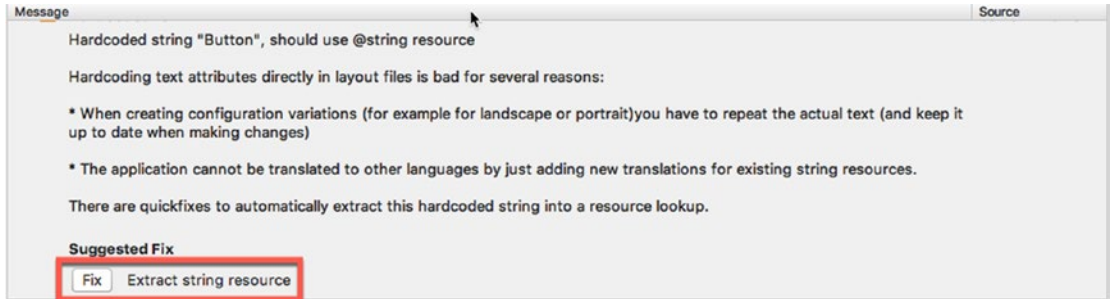 Message Source
Hardcoded string "Button", should use @string resource
Hardcoding text attributes directly in layout files is bad for several reasons:
* When creating configuration variations (for example for landscape or portrait)you have to repeat the actual text (and keep it
up to date when making changes)
* The application cannot be translated to other languages by just adding new translations for existing string resources.
There are quickfixes to automatically extract this hardcoded string into a resource lookup.
Suggested Fix
Fix Extract string resource